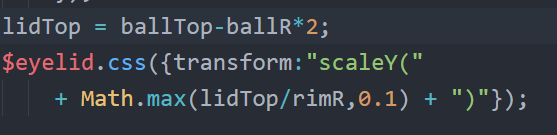 lidTop = ballTop-ballR*2;
$eyelid.css({transform:"scaleY("
+ Math.max(lidTop/rimR,0.1) + ")"});